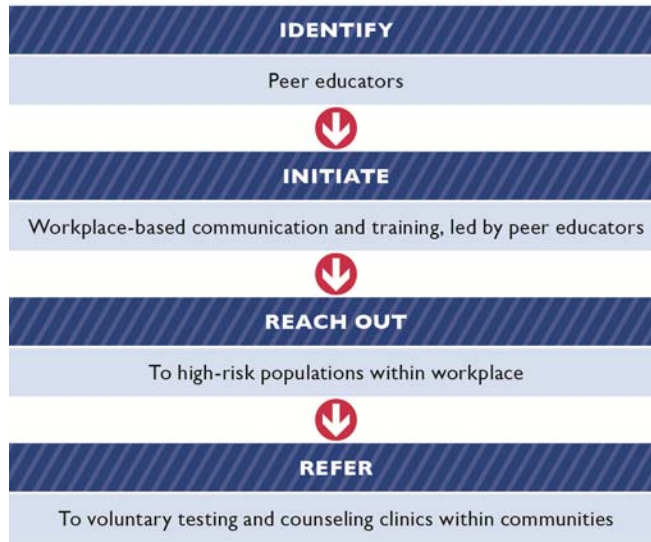 IDENTIFY
Peer educators
INITIATE
Workplace-based communication and training, led by peer educators
REACH OUT
To high-risk populations within workplace
REFER
To voluntary testing and counseling clinics within communities